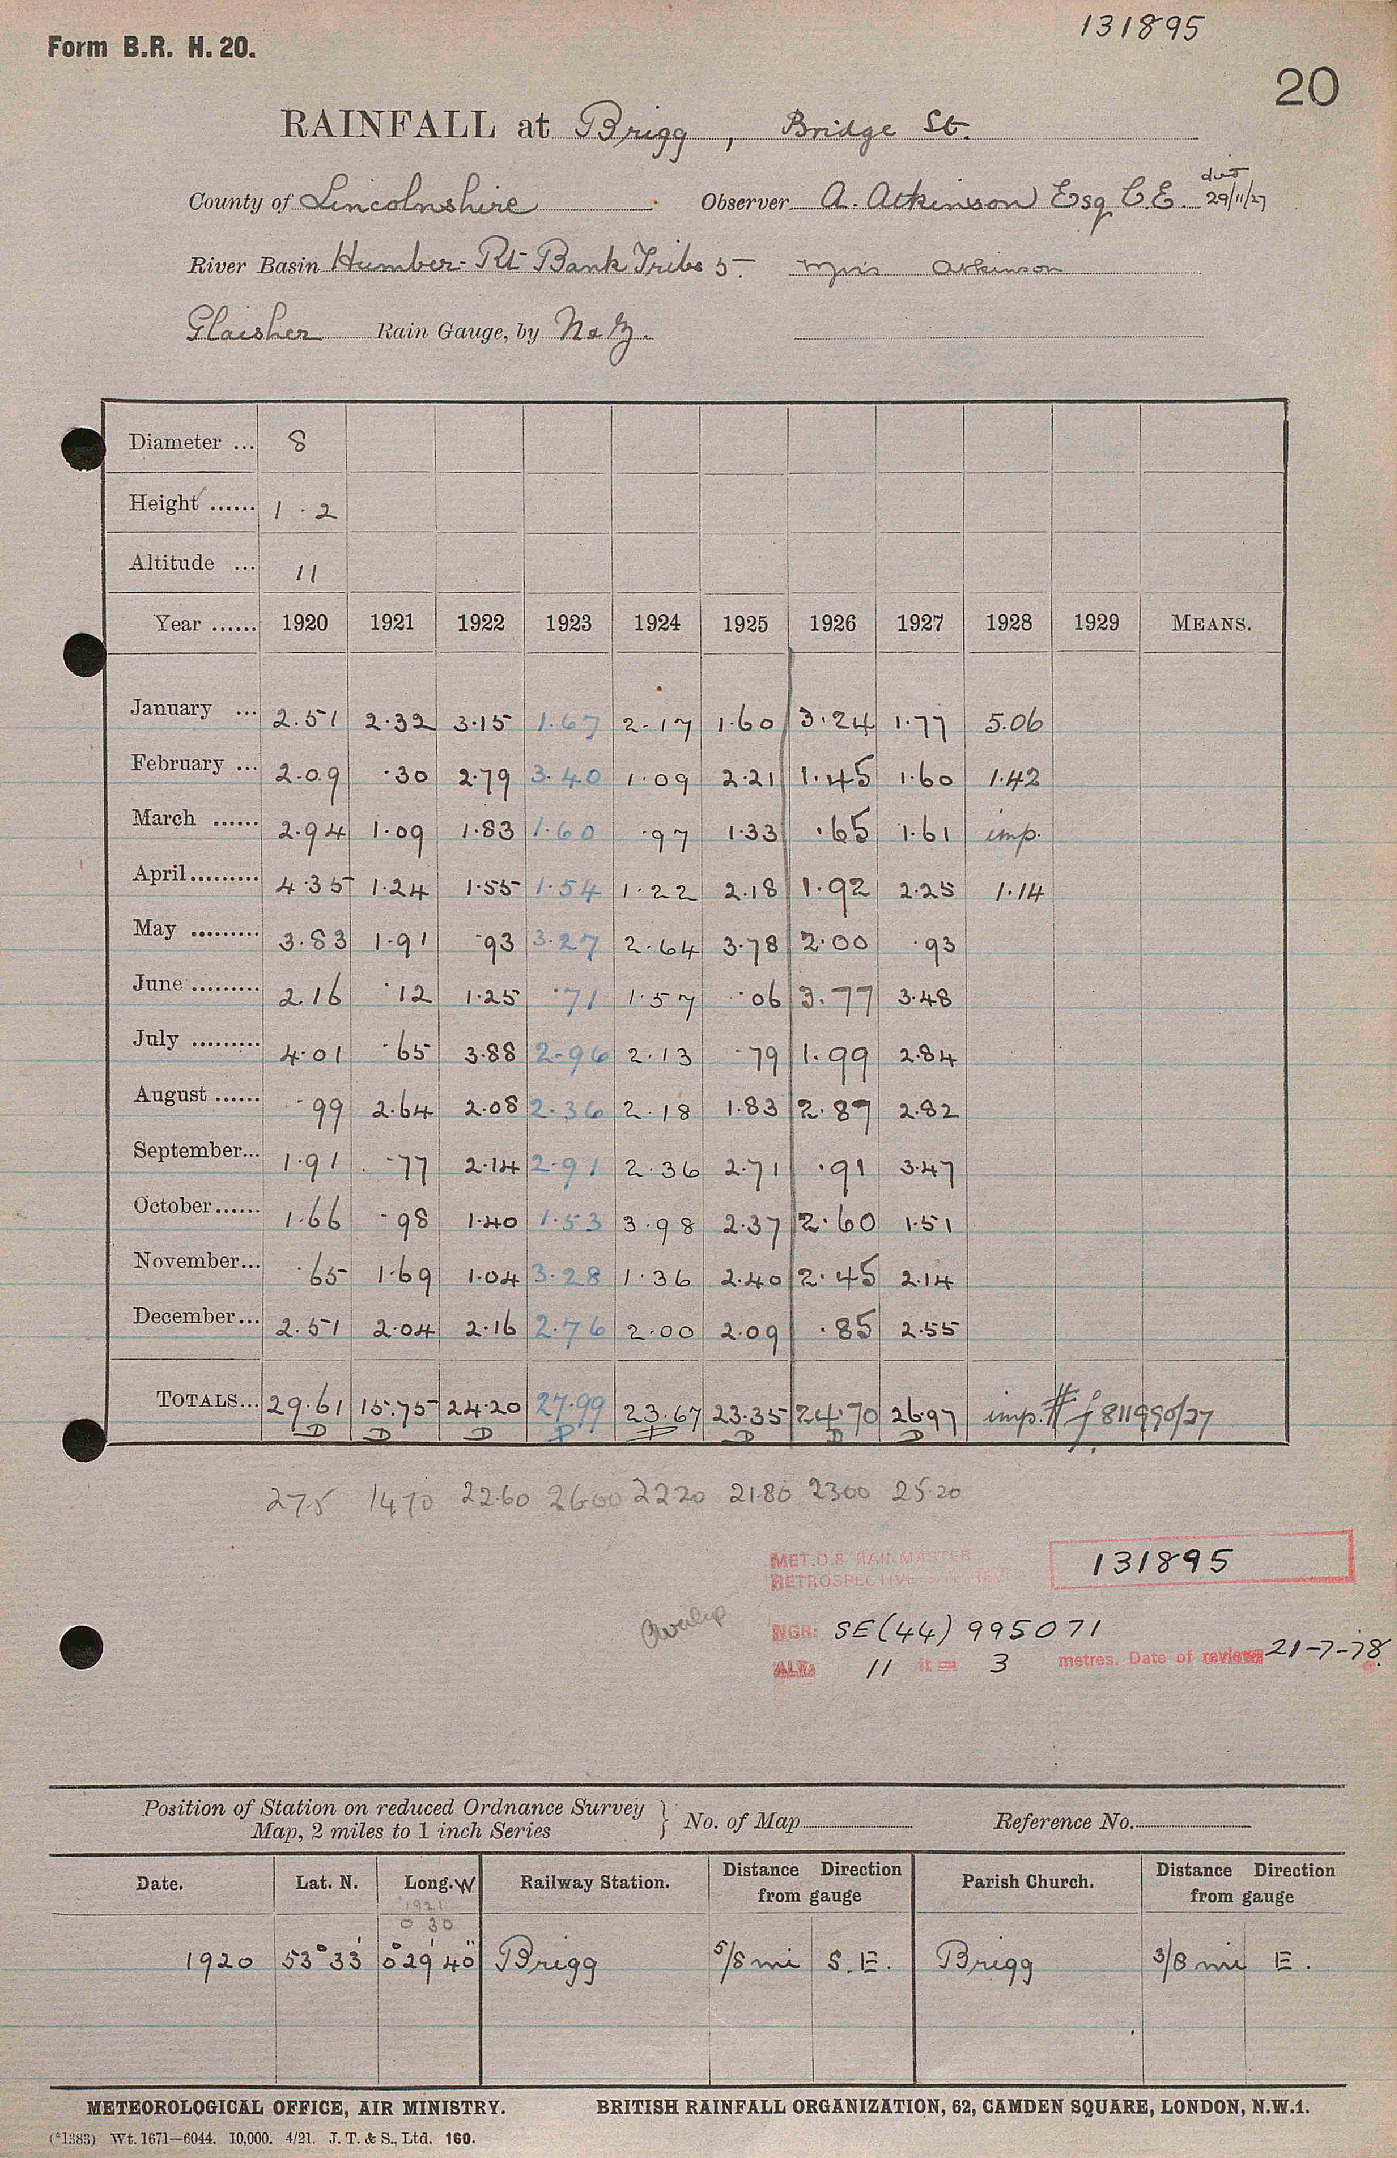 131895
Form B.R. H. 20.
20
RAINFALL at Brigg, Bridge St.
County of Lincolnshire Observer A. Atkinson Esq C.E. 29/11/27
River Basin Humber-Rt Bank Tribs 5 Miss Atkinson
Glaisher Rain Gauge, by N & Z.
Diameter ... 8
Height ...... 1 · 2
Altitude ... 11
Year ...... 1920 1921 1922 1923 1924 1925 1926 1927 1928 1929 MEANS.
January ... 2.51 2.32 3.15 1.67 2.17 1.60 3.24 1.77 5.06
February ... 2.09 .30 2.79 3.40 1.09 2.21 1.45 1.60 1.42
March ...... 2.94 1.09 1.83 1.60 .97 1.33 .65 1.61 imp.
April ......... 4.35 1.24 1.55 1.54 1.22 2.18 1.92 2.25 1.14
May ......... 3.83 1.91 .93 3.27 2.64 3.78 2.00 .93
June ......... 2.16 .12 1.25 .71 1.57 .06 3.77 3.48
July ......... 4.01 .65 3.88 2.96 2.13 .79 1.99 2.84
August ...... .99 2.64 2.08 2.36 2.18 1.83 2.87 2.82
September... 1.91 .77 2.14 2.91 2.36 2.71 .91 3.47
October ...... 1.66 .98 1.40 1.53 3.98 2.37 2.60 1.51
November... .65 1.69 1.04 3.28 1.36 2.40 2.45 2.14
December... 2.51 2.04 2.16 2.76 2.00 2.09 .85 2.55
TOTALS... 29.61 15.75 24.20 27.99 23.67 23.35 24.70 26.97 imp. # f 811990/27
D D D D D D D D
275 1470 22.60 2600 2220 21.80 2300 25.20
MET.O.8 RAINMASTER
RETROSPECTIVE 131895
NGR: SE(44) 995071
ALT: 11 ft = 3 metres. Date of review 21-7-78
Position of Station on reduced Ordnance Survey
Map, 2 miles to 1 inch Series } No. of Map Reference No.
Date. Lat. N. Long. W Railway Station. Distance Direction from gauge Parish Church. Distance Direction from gauge
1921
0 30
1920 53° 33' 0° 29' 40" Brigg 5/8 mi S.E. Brigg 3/8 mi E.
METEOROLOGICAL OFFICE, AIR MINISTRY. BRITISH RAINFALL ORGANIZATION, 62, CAMDEN SQUARE, LONDON, N.W.1.
(*1383) Wt. 1671—6044. 10,000. 4/21. J. T. & S., Ltd. 160.